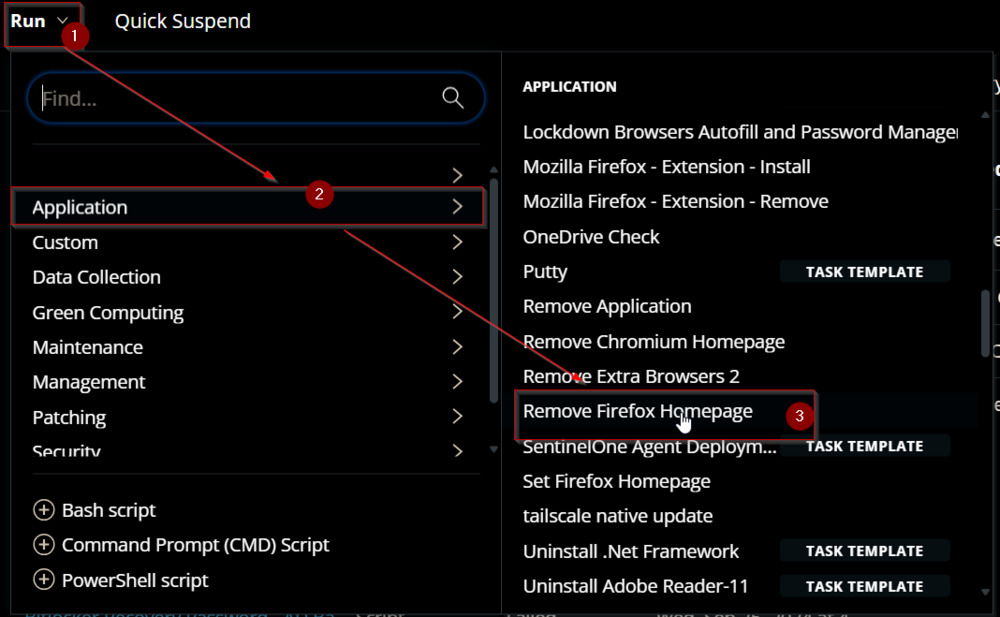 Run
1
Quick Suspend
Find...
Application
2
Custom
Data Collection
Green Computing
Maintenance
Management
Patching
Security
Bash script
Command Prompt (CMD) Script
PowerShell script
APPLICATION
Lockdown Browsers Autofill and Password Manager
Mozilla Firefox - Extension - Install
Mozilla Firefox - Extension - Remove
OneDrive Check
Putty TASK TEMPLATE
Remove Application
Remove Chromium Homepage
Remove Extra Browsers 2
Remove Firefox Homepage 3
SentinelOne Agent Deploym... TASK TEMPLATE
Set Firefox Homepage
tailscale native update
Uninstall .Net Framework TASK TEMPLATE
Uninstall Adobe Reader-11 TASK TEMPLATE